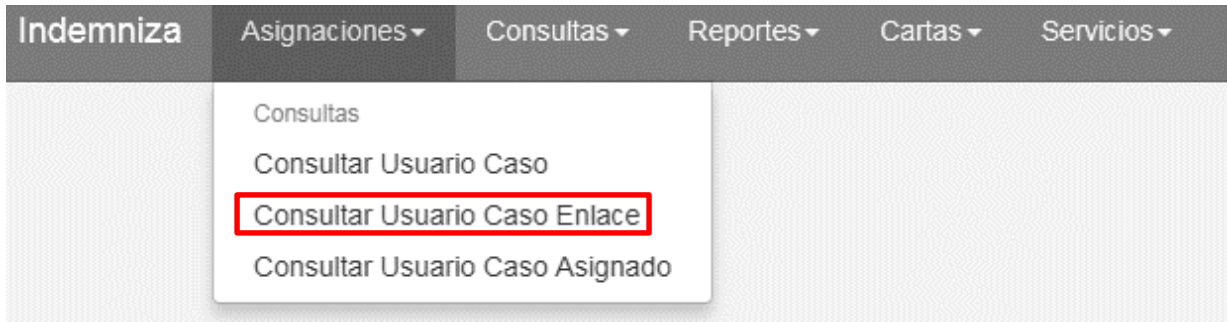 Indemniza Asignaciones Consultas Reportes Cartas Servicios
Consultas
Consultar Usuario Caso
Consultar Usuario Caso Enlace
Consultar Usuario Caso Asignado